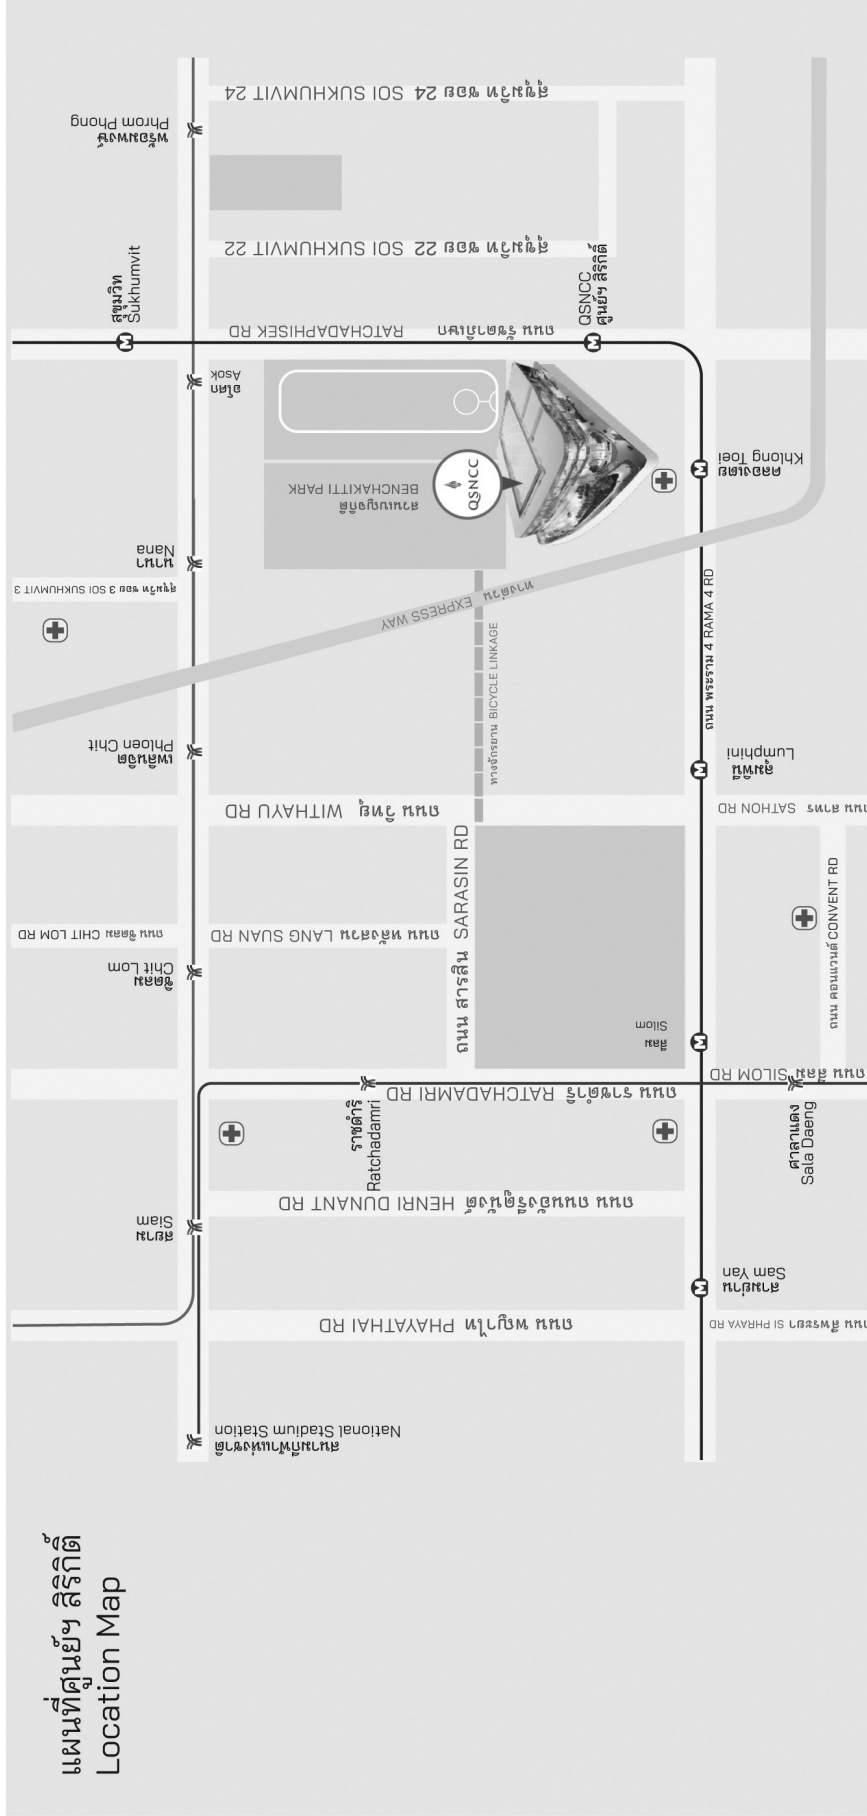 แผนที่ศูนย์ฯ สิริกิติ์
Location Map
สนามกีฬาแห่งชาติ
National Stadium Station
ถนน พญาไท PHAYATHAI RD
ถนน สี่พระยา SI PHRAYA RD
สามย่าน
Sam Yan
สยาม
Siam
ถนน ถนนอังรีดูนังต์ HENRI DUNANT RD
ราชดำริ
Ratchadamri
ศาลาแดง
Sala Daeng
ถนน ราชดำริ RATCHADAMRI RD
ถนน สีลม SILOM RD
สีลม
Silom
ชิดลม
Chit Lom
ถนน ชิดลม CHIT LOM RD
ถนน หลังสวน LANG SUAN RD
ถนน สารสิน SARASIN RD
ถนน คอนแวนต์ CONVENT RD
ถนน วิทยุ WITHAYU RD
ถนน สาทร SATHON RD
เพลินจิต
Phloen Chit
ลุมพินี
Lumphini
ทางจักรยาน BICYCLE LINKAGE
ถนน พระราม 4 RAMA 4 RD
ทางด่วน EXPRESS WAY
สุขุมวิท ซอย 3 SOI SUKHUMVIT 3
นานา
Nana
สวนเบญจกิติ
BENCHAKITTI PARK
QSNCC
คลองเตย
Khlong Toei
อโศก
Asok
สุขุมวิท
Sukhumvit
ถนน รัชดาภิเษก RATCHADAPHISEK RD
QSNCC
ศูนย์ฯ สิริกิติ์
สุขุมวิท ซอย 22 SOI SUKHUMVIT 22
พร้อมพงษ์
Phrom Phong
สุขุมวิท ซอย 24 SOI SUKHUMVIT 24